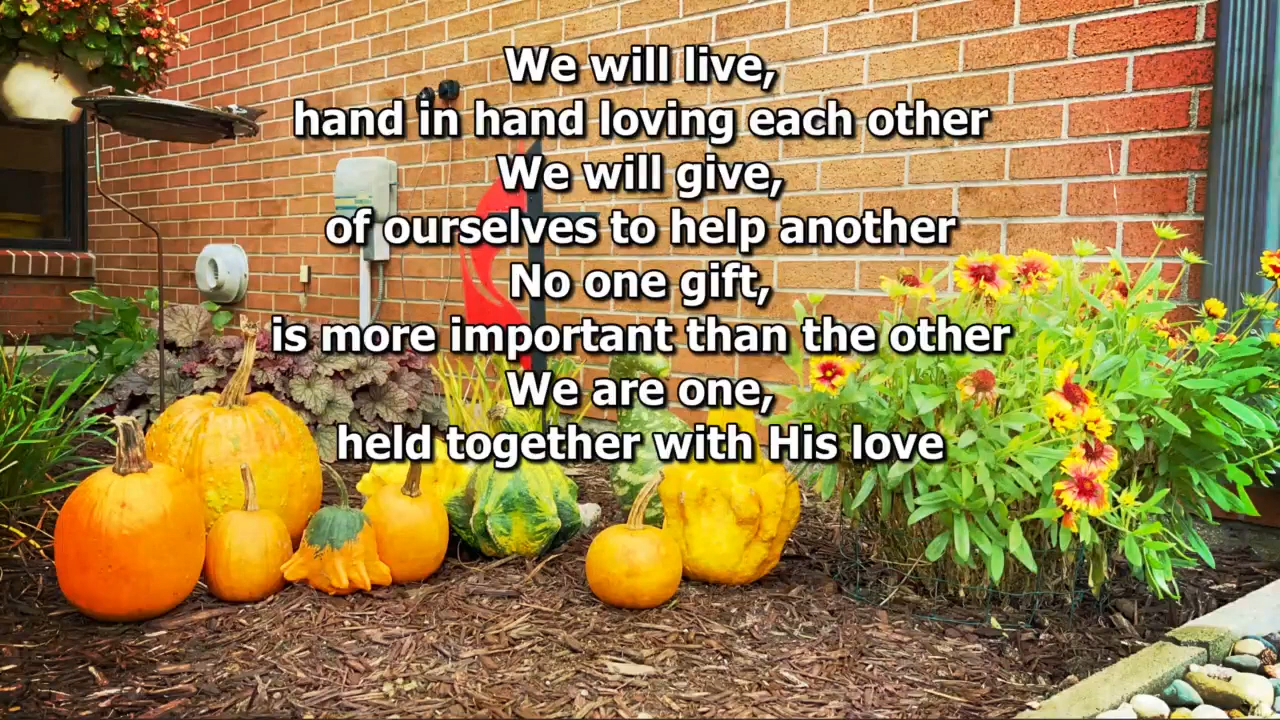 We will live,
hand in hand loving each other
We will give,
of ourselves to help another
No one gift,
is more important than the other
We are one,
held together with His love